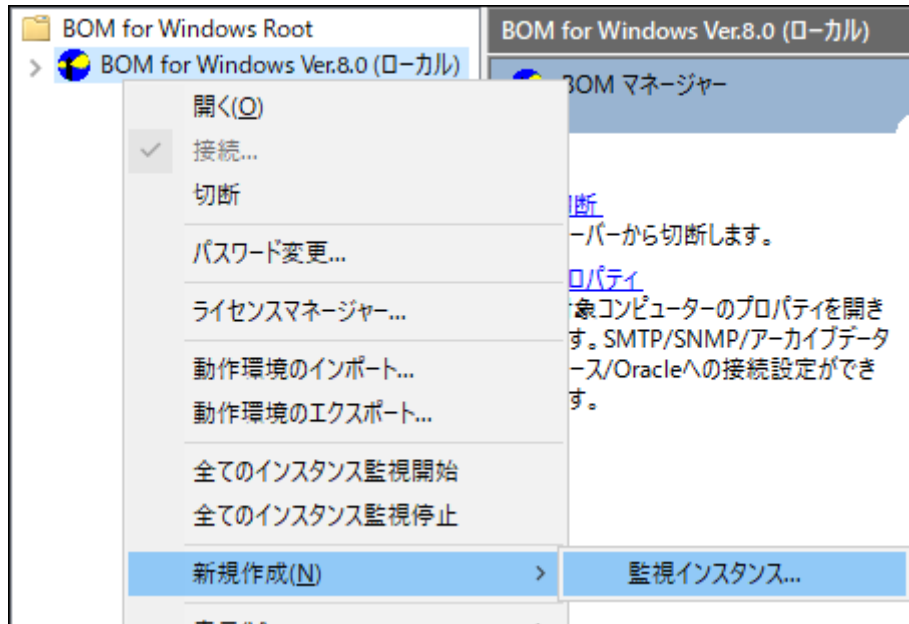 BOM for Windows Root
BOM for Windows Ver.8.0 (ローカル)
開く(O)
接続...
切断
パスワード変更...
ライセンスマネージャー...
動作環境のインポート...
動作環境のエクスポート...
全てのインスタンス監視開始
全てのインスタンス監視停止
新規作成(N)
監視インスタンス...
BOM for Windows Ver.8.0 (ローカル)
BOM マネージャー
断
ーバーから切断します。
ロパティ
象コンピューターのプロパティを開き
す。SMTP/SNMP/アーカイブデータ
ース/Oracleへの接続設定ができ
す。